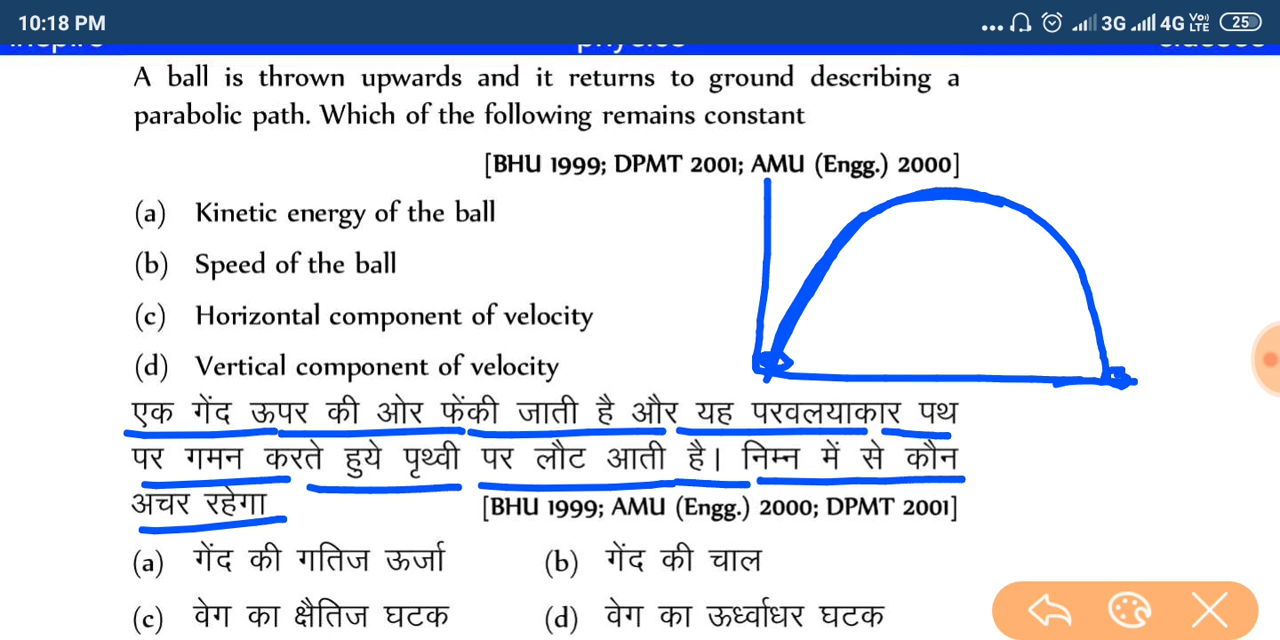 10:18 PM ... 3G 4G VoI) LTE 25
inspire physics classes
A ball is thrown upwards and it returns to ground describing a
parabolic path. Which of the following remains constant
[BHU 1999; DPMT 2001; AMU (Engg.) 2000]
(a) Kinetic energy of the ball
(b) Speed of the ball
(c) Horizontal component of velocity
(d) Vertical component of velocity
एक गेंद ऊपर की ओर फेंकी जाती है और यह परवलयाकार पथ
पर गमन करते हुये पृथ्वी पर लौट आती है। निम्न में से कौन
अचर रहेगा [BHU 1999; AMU (Engg.) 2000; DPMT 2001]
(a) गेंद की गतिज ऊर्जा (b) गेंद की चाल
(c) वेग का क्षैतिज घटक (d) वेग का ऊर्ध्वाधर घटक